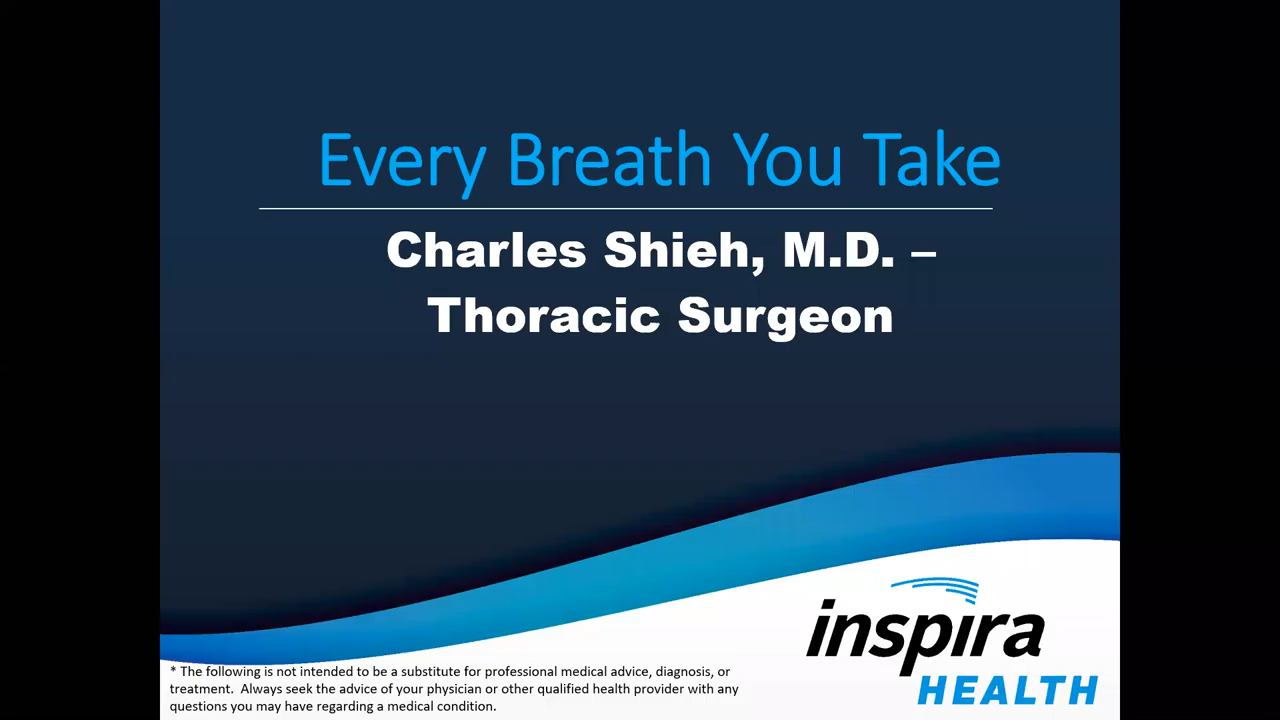 Every Breath You Take
Charles Shieh, M.D. –
Thoracic Surgeon
inspira
HEALTH
* The following is not intended to be a substitute for professional medical advice, diagnosis, or
treatment.  Always seek the advice of your physician or other qualified health provider with any
questions you may have regarding a medical condition.